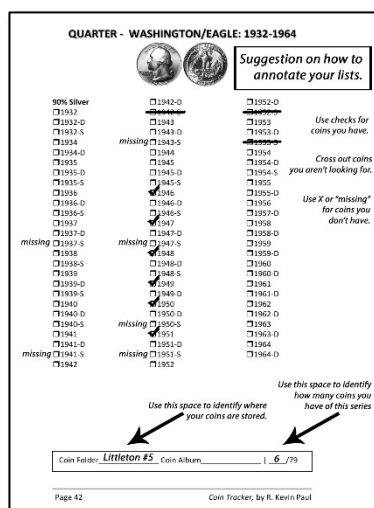 QUARTER - WASHINGTON/EAGLE: 1932-1964
Suggestion on how to
annotate your lists.
90% Silver
1932
1932-D
1932-S
1934
1934-D
1935
1935-D
1935-S
1936
1936-D
1936-S
1937
1937-D
missing 1937-S
1938
1938-S
1939
1939-D
1939-S
1940
1940-D
1940-S
1941
1941-D
missing 1941-S
1942
1942-D
1942-S
1943
1943-D
missing 1943-S
1944
1945
1945-D
1945-S
1946
1946-D
1946-S
1947
1947-D
missing 1947-S
1948
1948-D
1948-S
1949
1949-D
1950
1950-D
missing 1950-S
1951
1951-D
missing 1951-S
1952
1952-D
1952-S
1953
1953-D
1953-S
1954
1954-D
1954-S
1955
1955-D
1956
1957-D
1958
1958-D
1959
1959-D
1960
1960-D
1961
1961-D
1962
1962-D
1963
1963-D
1964
1964-D
Use checks for
coins you have.
Cross out coins
you aren't looking for.
Use X or "missing"
for coins you
don't have.
Use this space to identify
how many coins you
have of this series
Use this space to identify where
your coins are stored.
Coin Folder Littleton #5 Coin Album____________ | 6 /79
Page 42
Coin Tracker, by R. Kevin Paul